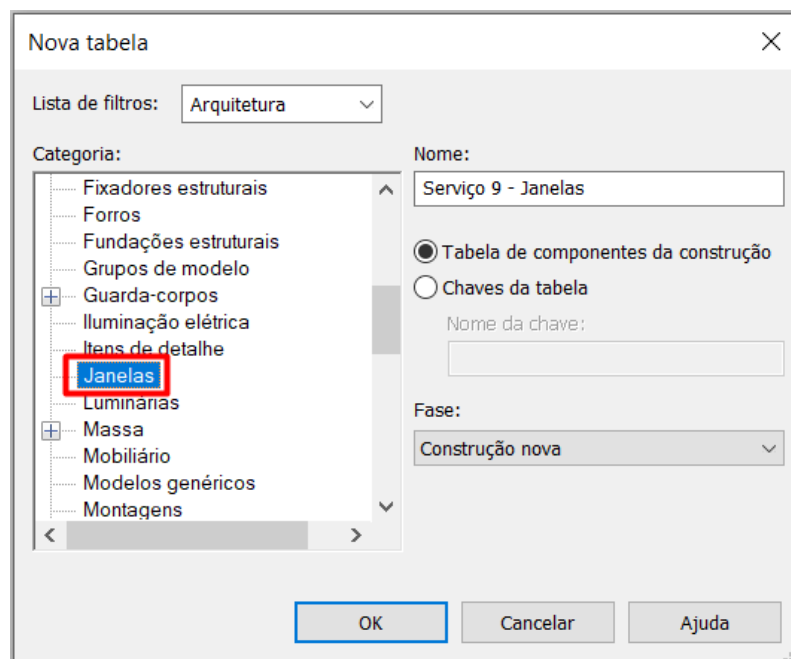 Nova tabela
Lista de filtros:
Arquitetura
Categoria:
Fixadores estruturais
Forros
Fundações estruturais
Grupos de modelo
Guarda-corpos
Iluminação elétrica
Itens de detalhe
Janelas
Luminárias
Massa
Mobiliário
Modelos genéricos
Montagens
Nome:
Serviço 9 - Janelas
Tabela de componentes da construção
Chaves da tabela
Nome da chave:
Fase:
Construção nova
OK
Cancelar
Ajuda